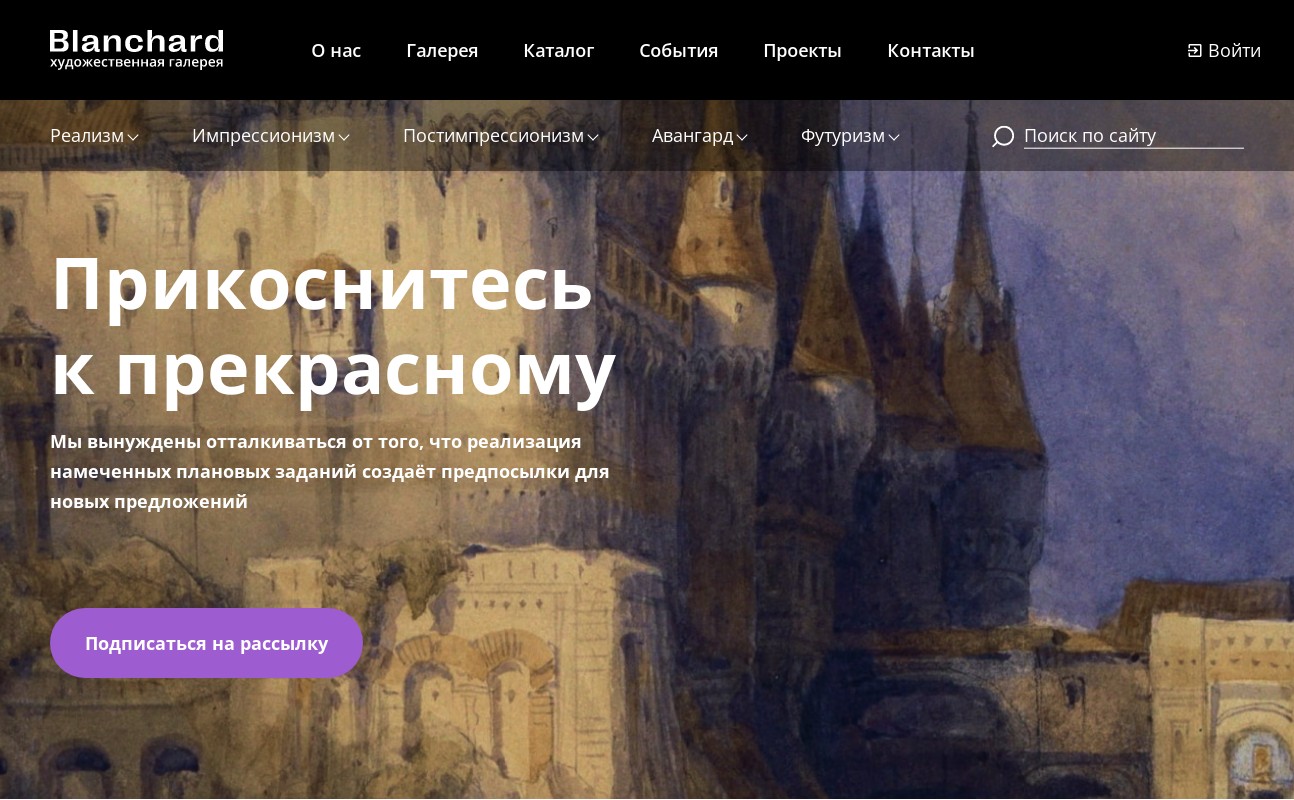 Blanchard
художественная галерея
О нас Галерея Каталог События Проекты Контакты Войти
Реализм Импрессионизм Постимпрессионизм Авангард Футуризм Поиск по сайту
Прикоснитесь
к прекрасному
Мы вынуждены отталкиваться от того, что реализация
намеченных плановых заданий создаёт предпосылки для
новых предложений
Подписаться на рассылку